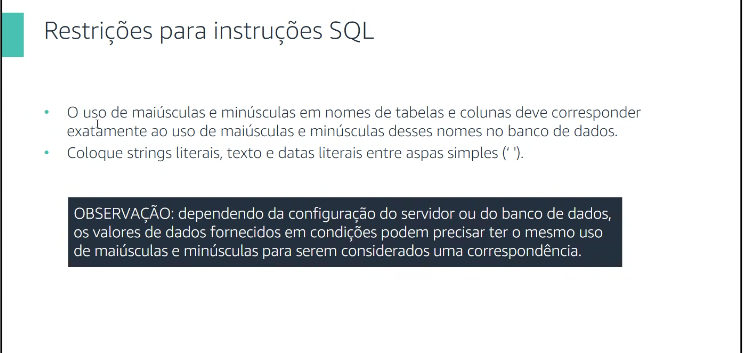 Restrições para instruções SQL
• O uso de maiúsculas e minúsculas em nomes de tabelas e colunas deve corresponder
exatamente ao uso de maiúsculas e minúsculas desses nomes no banco de dados.
• Coloque strings literais, texto e datas literais entre aspas simples (‘ ’).
OBSERVAÇÃO: dependendo da configuração do servidor ou do banco de dados,
os valores de dados fornecidos em condições podem precisar ter o mesmo uso
de maiúsculas e minúsculas para serem considerados uma correspondência.